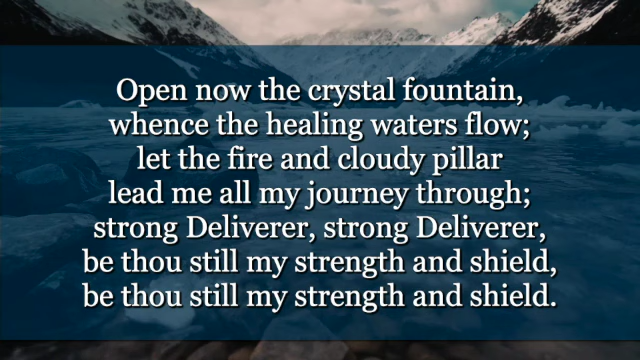 Open now the crystal fountain,
whence the healing waters flow;
let the fire and cloudy pillar
lead me all my journey through;
strong Deliverer, strong Deliverer,
be thou still my strength and shield,
be thou still my strength and shield.